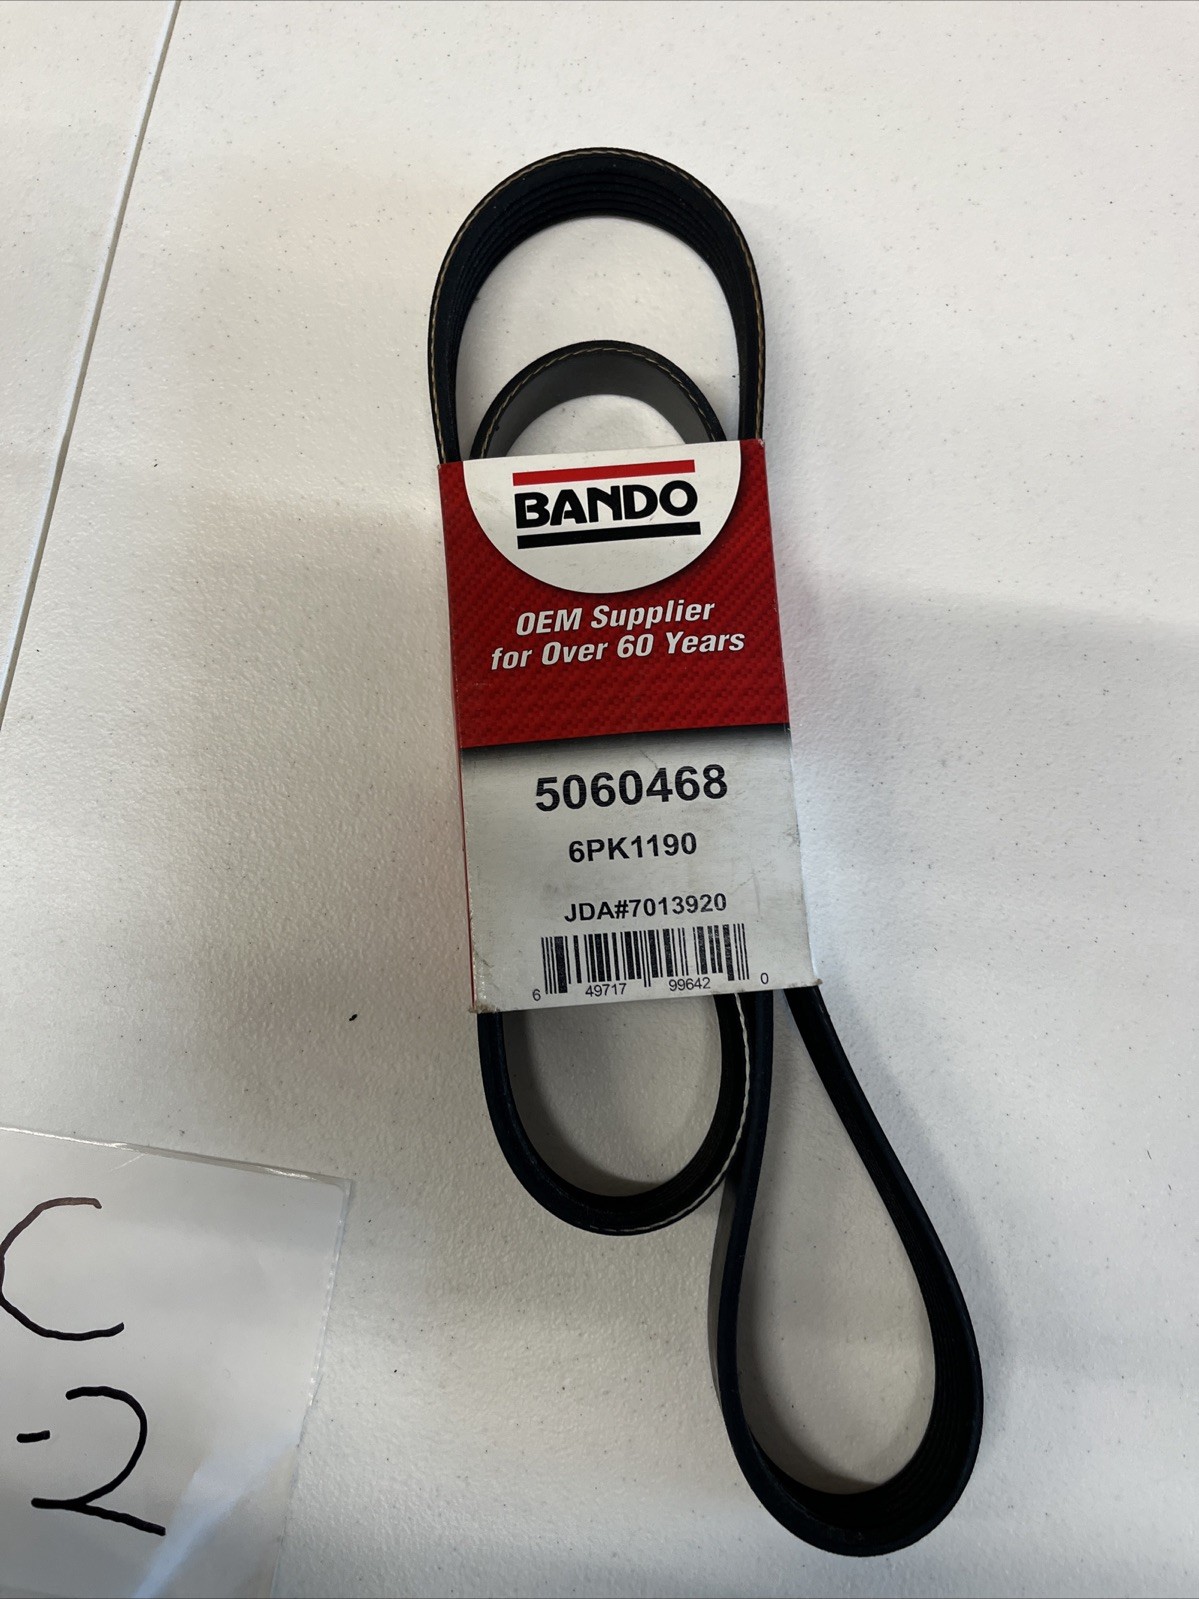 BANDO
OEM Supplier
for Over 60 Years
5060468
6PK1190
JDA#7013920
6 49717 99642 0
C
-2